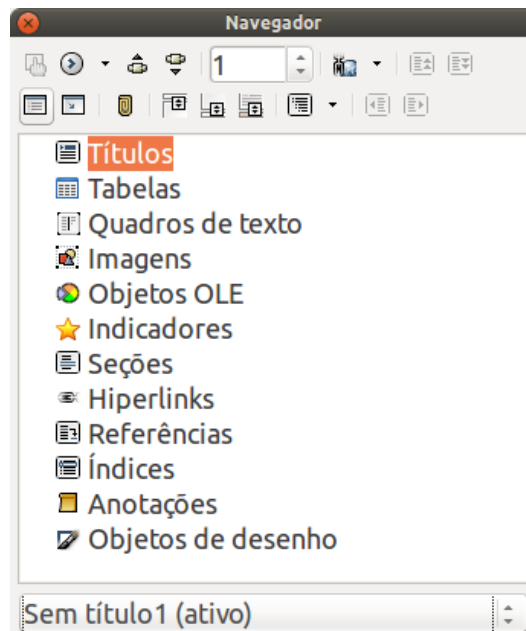 Navegador
1
Títulos
Tabelas
Quadros de texto
Imagens
Objetos OLE
Indicadores
Seções
Hiperlinks
Referências
Índices
Anotações
Objetos de desenho
Sem título1 (ativo)